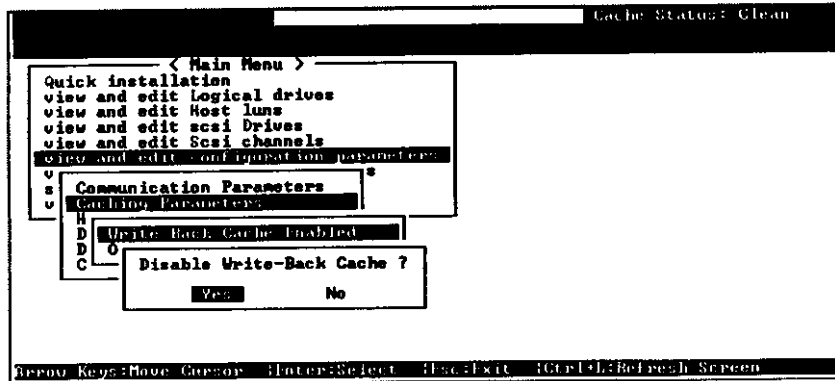 Cache Status: Clean
< Main Menu >
Quick installation
view and edit Logical drives
view and edit Host luns
view and edit scsi Drives
view and edit Scsi channels
view and edit configuration parameters
v s
s Communication Parameters
v Caching Parameters
H
D Write Back Cache Enabled
D O
C Disable Write-Back Cache ?
Yes No
Arrow Keys:Move Cursor |Enter:Select |Esc:Exit |Ctrl+L:Refresh Screen